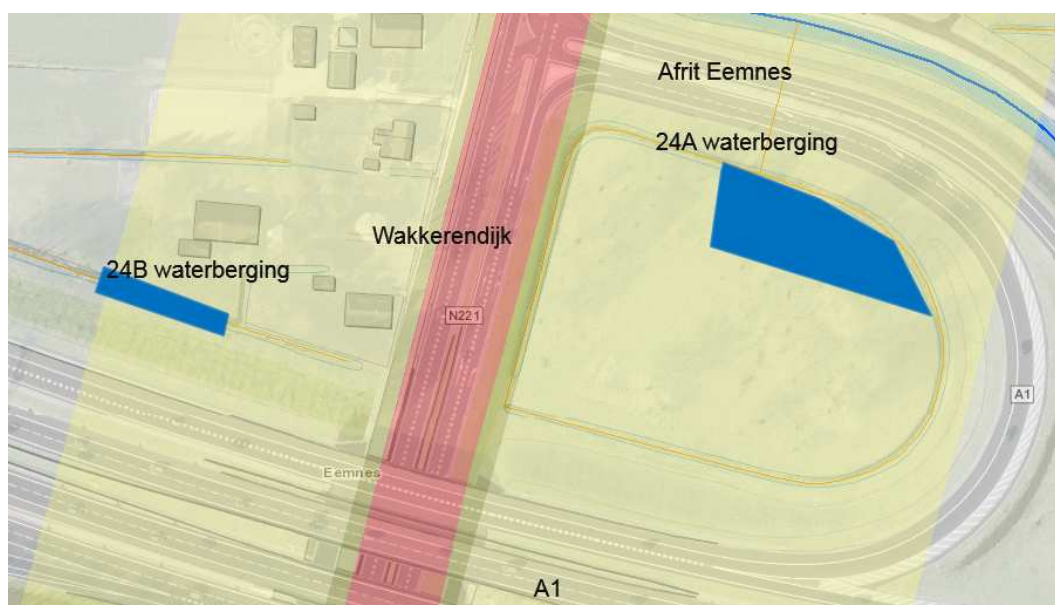 Afrit Eemnes
24A waterberging
Wakkerendijk
24B waterberging
N221
A1
Eemnes
A1